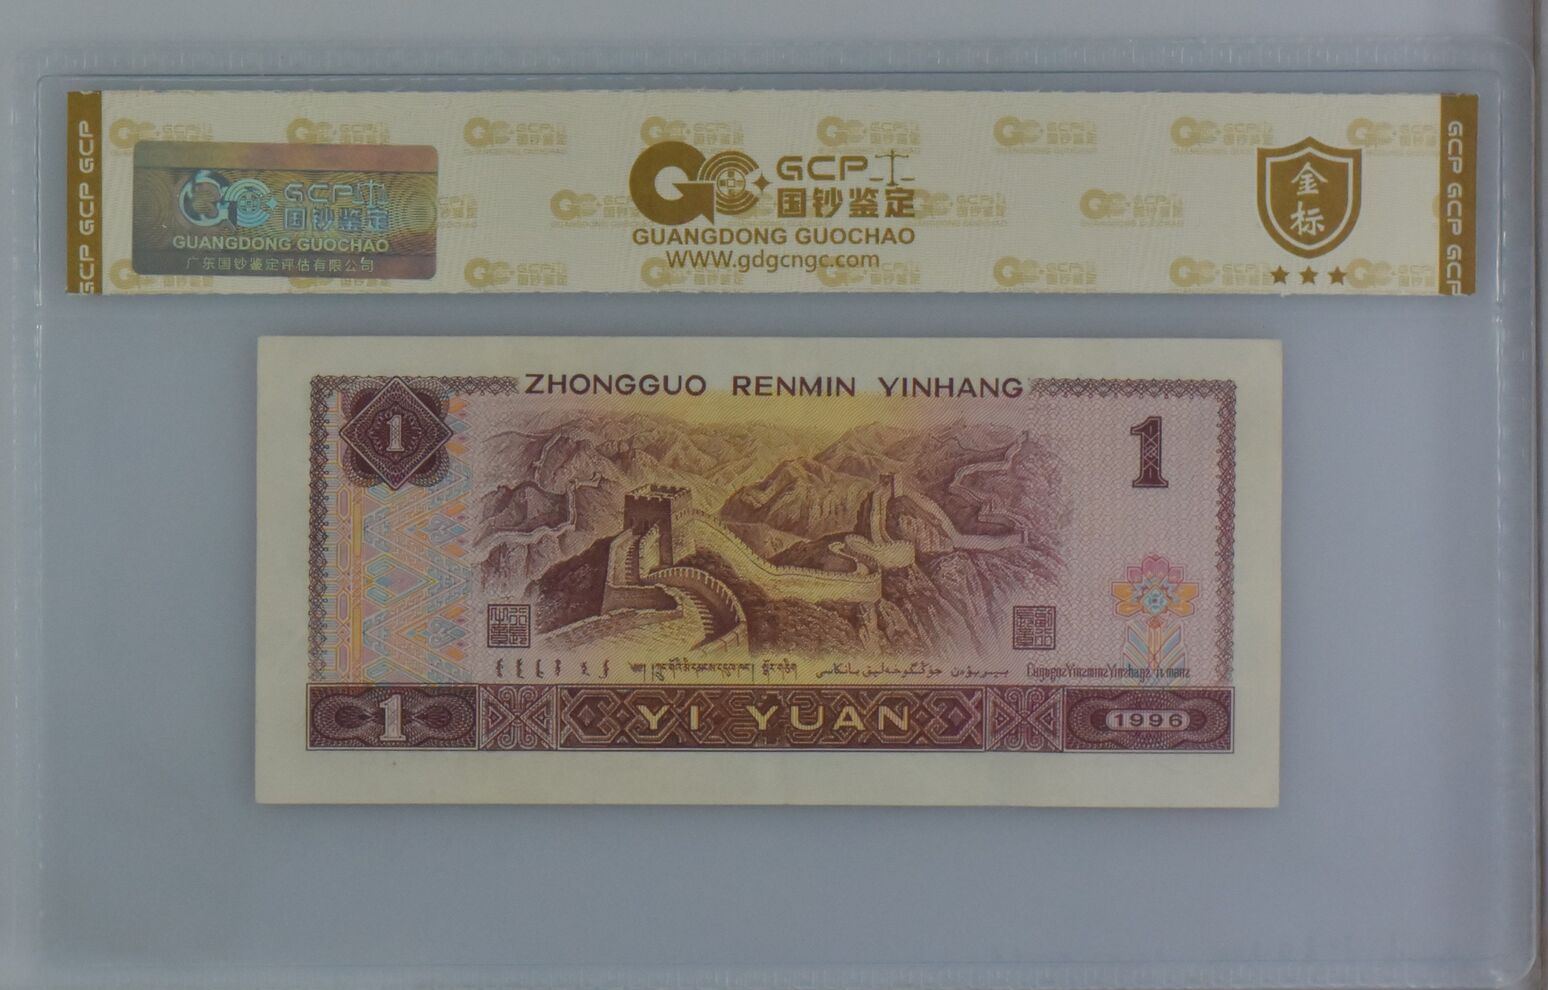 GCP GCP GCP
GCP
国钞鉴定
GUANGDONG GUOCHAO
广东国钞鉴定评估有限公司
GCP
国钞鉴定
GUANGDONG GUOCHAO
WWW.gdgcngc.com
金
标
GCP GCP GCP
ZHONGGUO RENMIN YINHANG
1
1
1
YI YUAN
1996